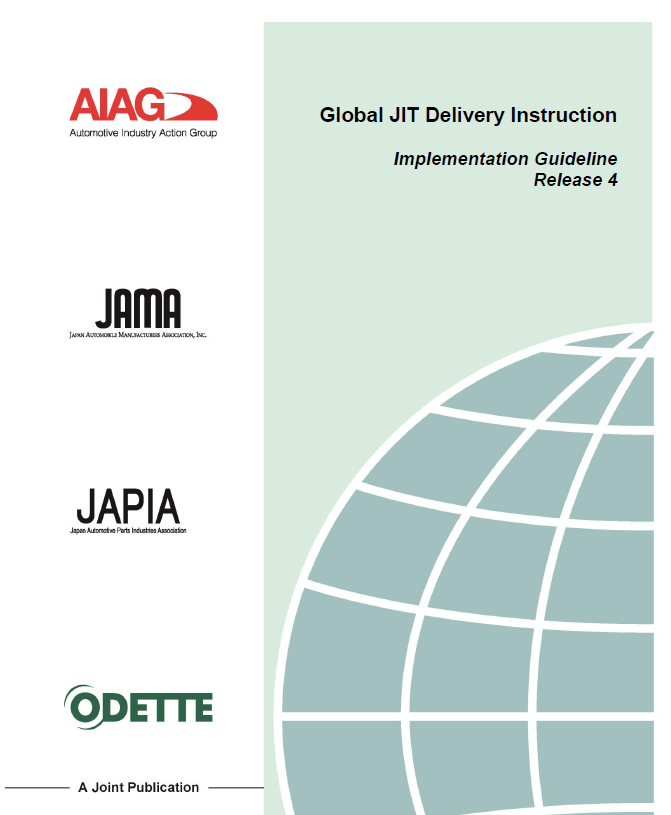 AIAG
Automotive Industry Action Group
Global JIT Delivery Instruction
Implementation Guideline
Release 4
JAMA
JAPAN AUTOMOBILE MANUFACTURERS ASSOCIATION, INC.
JAPIA
Japan Automotive Parts Industries Association
ODETTE
A Joint Publication